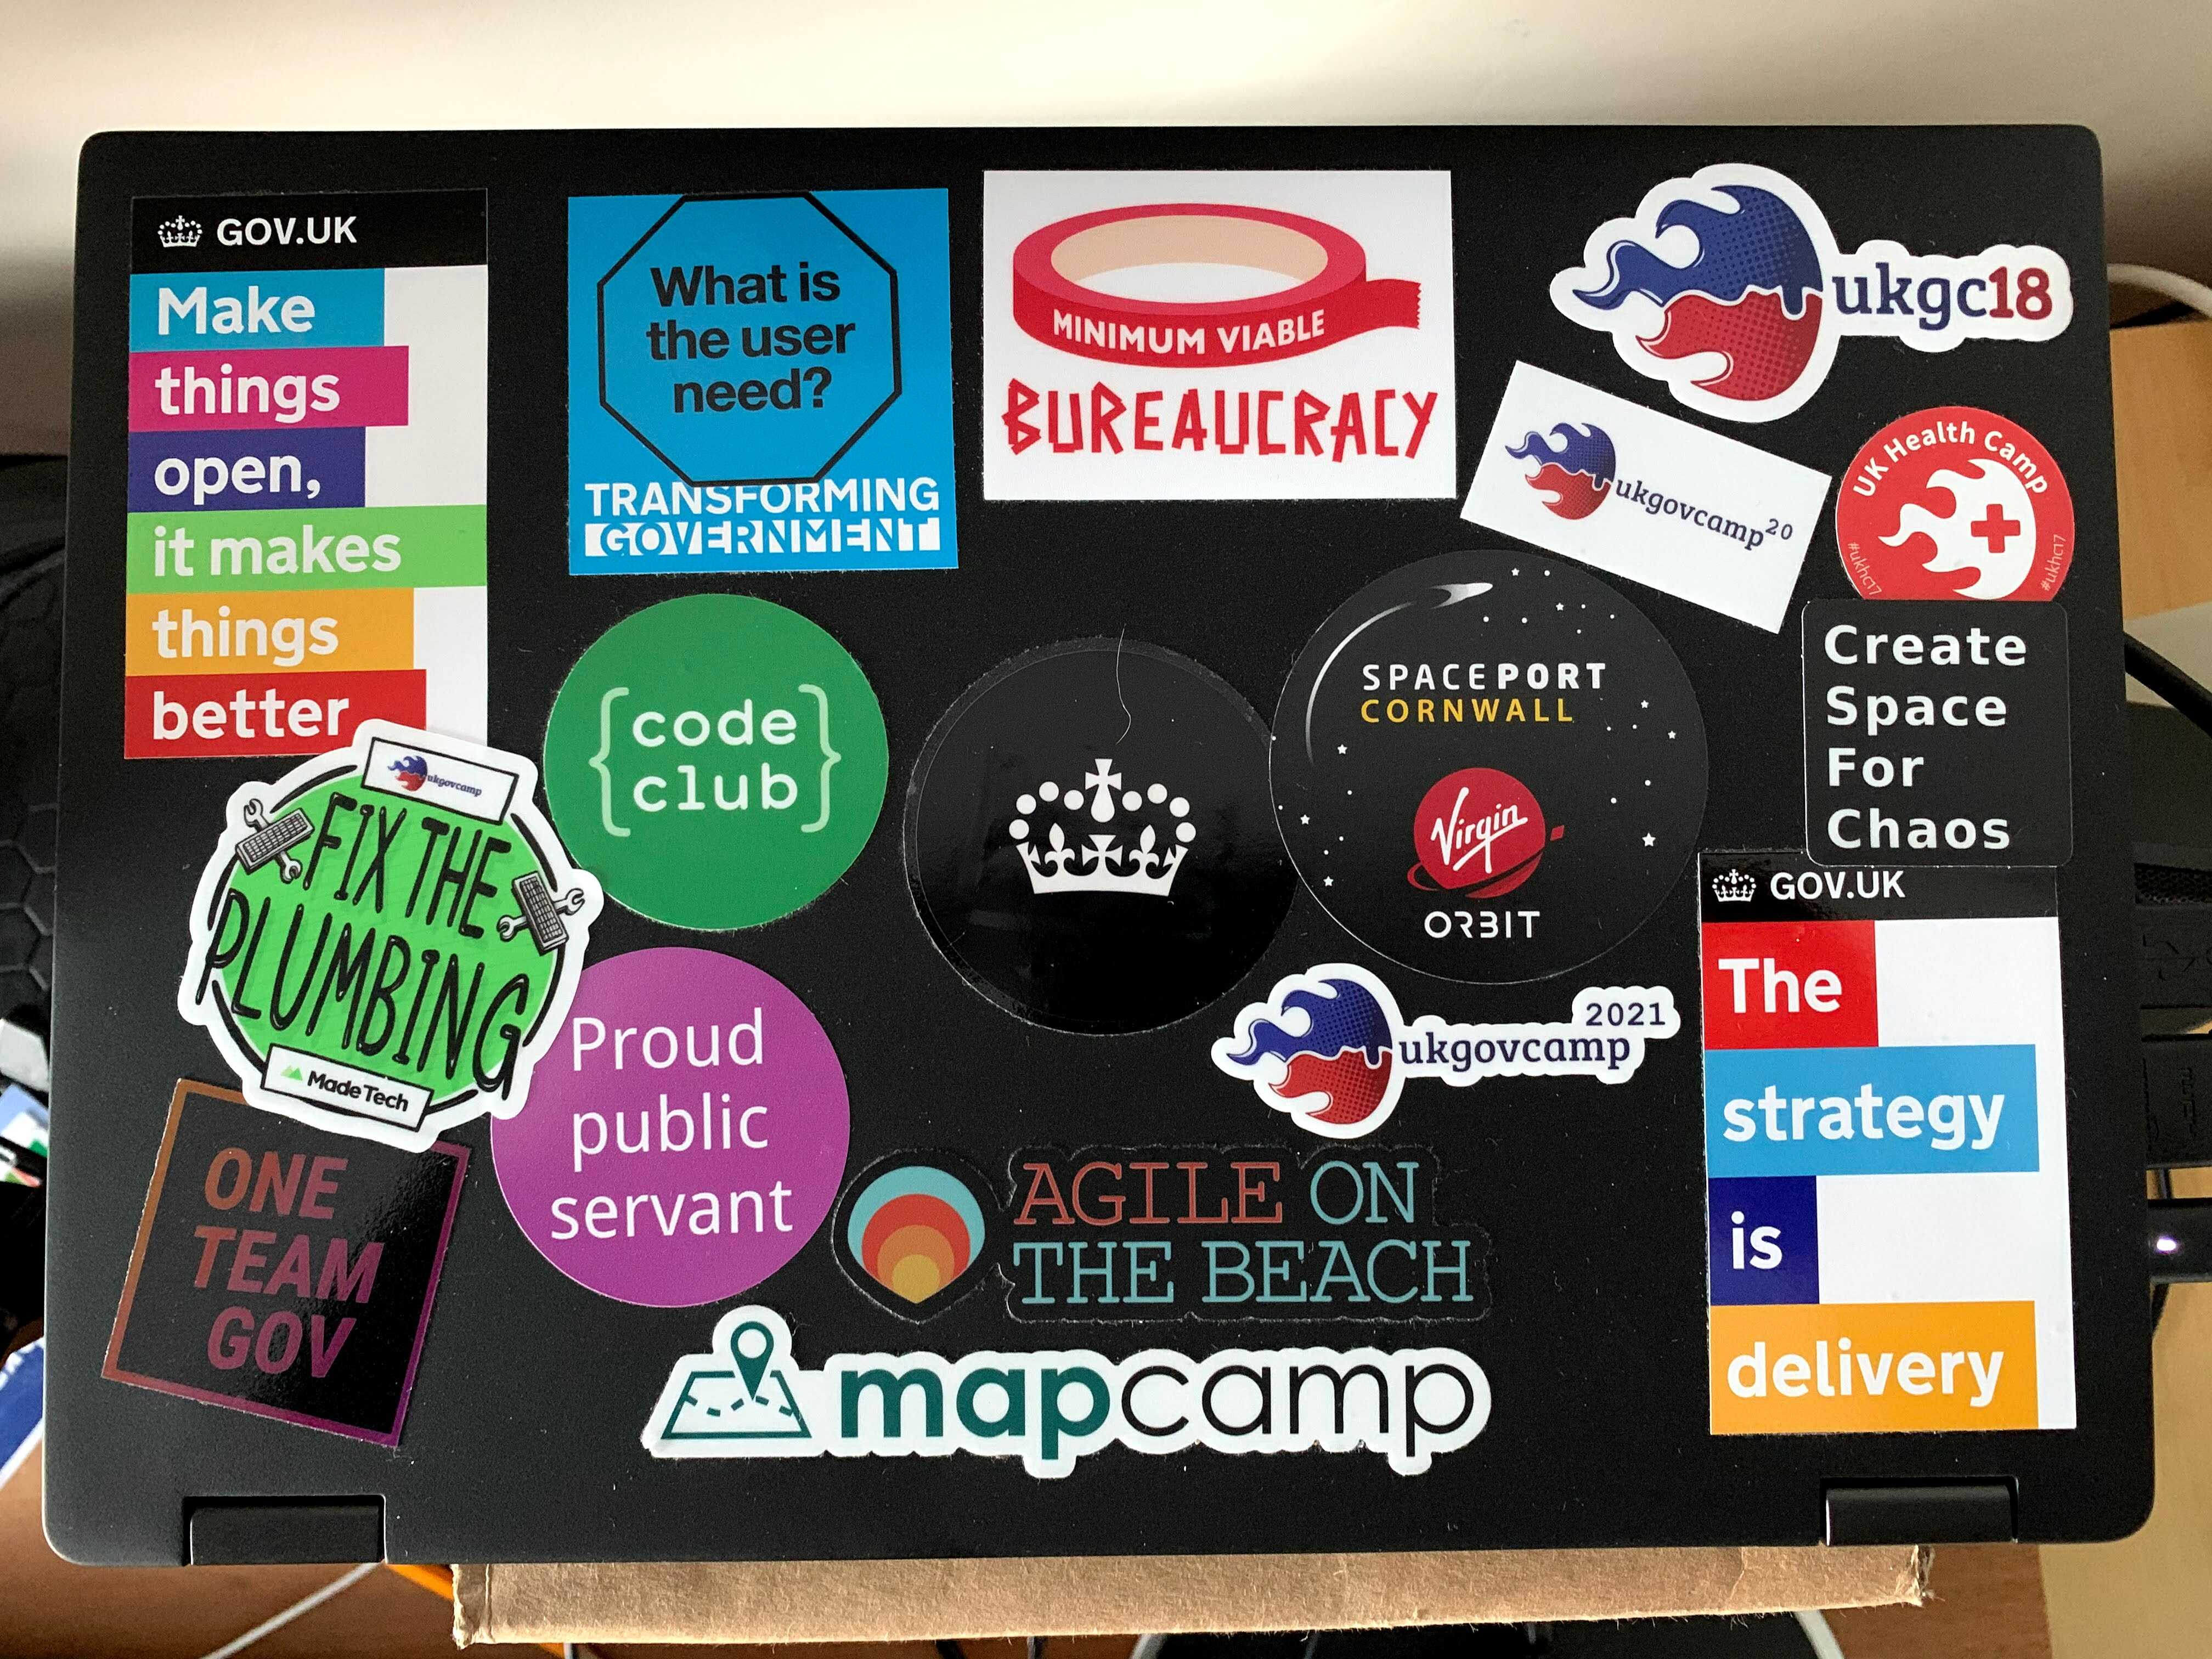 GOV.UK
Make
things
open,
it makes
things
better
What is
the user
need?
TRANSFORMING
GOVERNMENT
MINIMUM VIABLE
BUREAUCRACY
ukgc18
ukgovcamp20
UK Health Camp
#ukhc17
#ukhc17
Create
Space
For
Chaos
{code
club}
SPACEPORT
CORNWALL
Virgin
ORBIT
ukgovcamp
FIX THE
PLUMBING
Made Tech
Proud
public
servant
ukgovcamp 2021
GOV.UK
The
strategy
is
delivery
ONE
TEAM
GOV
AGILE ON
THE BEACH
mapcamp